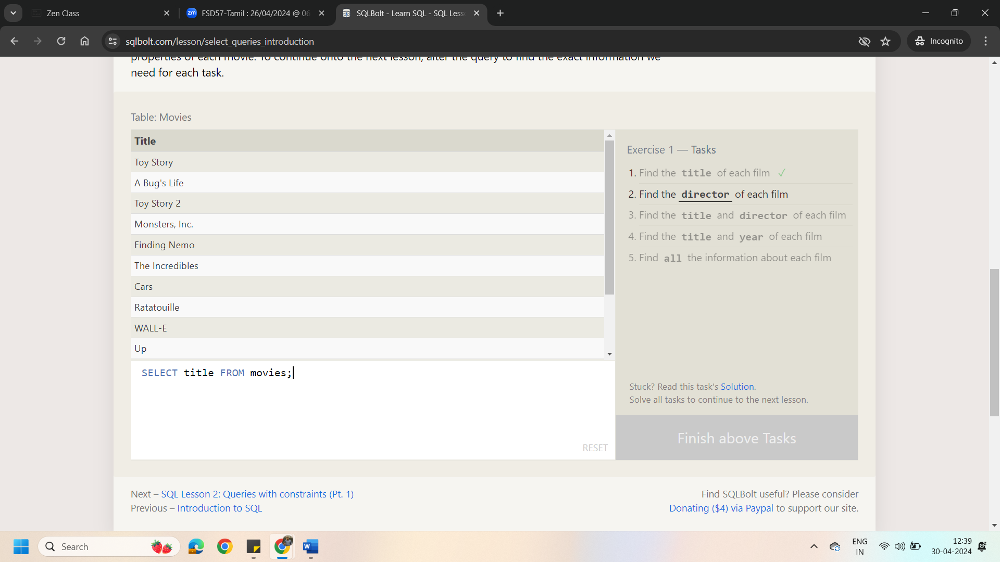 Zen Class
zm FSD57-Tamil : 26/04/2024 @ 06
SQLBolt - Learn SQL - SQL Less
sqlbolt.com/lesson/select_queries_introduction
Incognito
properties of each movie. To continue onto the next lesson, alter the query to find the exact information we
need for each task.
Table: Movies
Title
Toy Story
A Bug's Life
Toy Story 2
Monsters, Inc.
Finding Nemo
The Incredibles
Cars
Ratatouille
WALL-E
Up
SELECT title FROM movies;
RESET
Exercise 1 — Tasks
1. Find the title of each film ✓
2. Find the director of each film
3. Find the title and director of each film
4. Find the title and year of each film
5. Find all the information about each film
Stuck? Read this task's Solution.
Solve all tasks to continue to the next lesson.
Finish above Tasks
Next – SQL Lesson 2: Queries with constraints (Pt. 1)
Previous – Introduction to SQL
Find SQLBolt useful? Please consider
Donating ($4) via Paypal to support our site.
Search
W
ENG
IN
12:39
30-04-2024